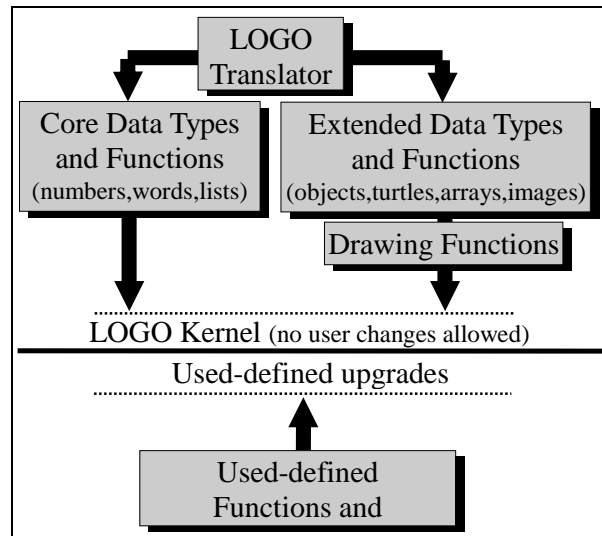 LOGO
Translator
Core Data Types
and Functions
(numbers,words,lists)
Extended Data Types
and Functions
(objects,turtles,arrays,images)
Drawing Functions
LOGO Kernel (no user changes allowed)
Used-defined upgrades
Used-defined
Functions and